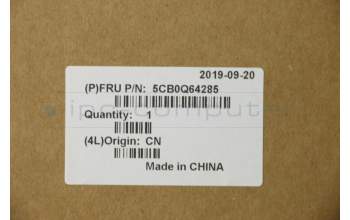 2019-09-20
(P)FRU P/N: 5CB0Q64285
Quantity: 1
(4L)Origin: CN
Made in CHINA